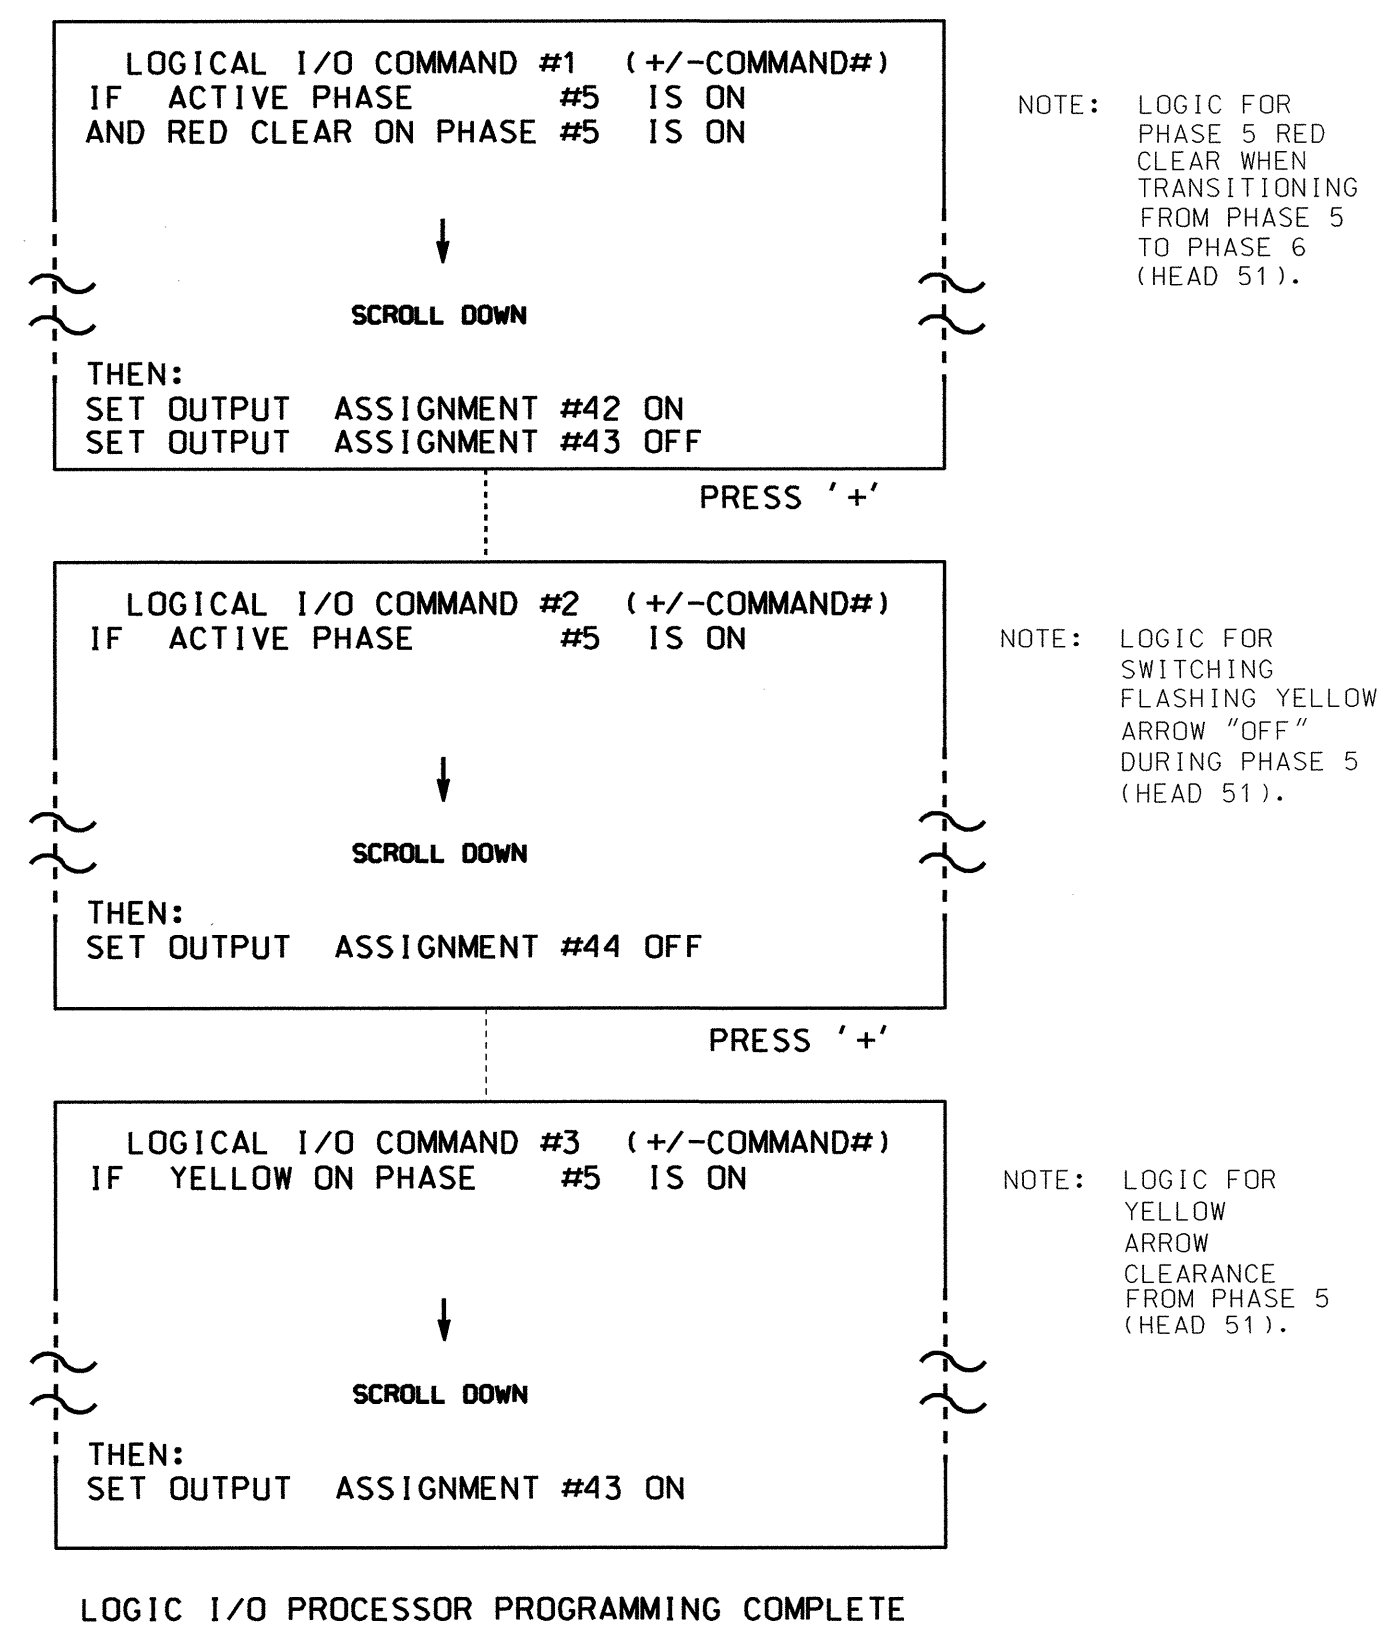 LOGICAL I/O COMMAND #1 (+/-COMMAND#)
IF ACTIVE PHASE #5 IS ON
AND RED CLEAR ON PHASE #5 IS ON
SCROLL DOWN
THEN:
SET OUTPUT ASSIGNMENT #42 ON
SET OUTPUT ASSIGNMENT #43 OFF
NOTE: LOGIC FOR
PHASE 5 RED
CLEAR WHEN
TRANSITIONING
FROM PHASE 5
TO PHASE 6
(HEAD 51).
PRESS '+'
LOGICAL I/O COMMAND #2 (+/-COMMAND#)
IF ACTIVE PHASE #5 IS ON
SCROLL DOWN
THEN:
SET OUTPUT ASSIGNMENT #44 OFF
NOTE: LOGIC FOR
SWITCHING
FLASHING YELLOW
ARROW "OFF"
DURING PHASE 5
(HEAD 51).
PRESS '+'
LOGICAL I/O COMMAND #3 (+/-COMMAND#)
IF YELLOW ON PHASE #5 IS ON
SCROLL DOWN
THEN:
SET OUTPUT ASSIGNMENT #43 ON
NOTE: LOGIC FOR
YELLOW
ARROW
CLEARANCE
FROM PHASE 5
(HEAD 51).
LOGIC I/O PROCESSOR PROGRAMMING COMPLETE